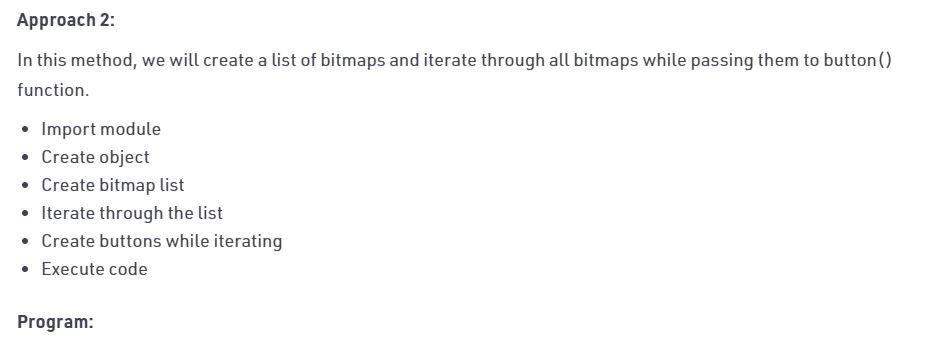 Approach 2:
In this method, we will create a list of bitmaps and iterate through all bitmaps while passing them to button()
function.
• Import module
• Create object
• Create bitmap list
• Iterate through the list
• Create buttons while iterating
• Execute code
Program: